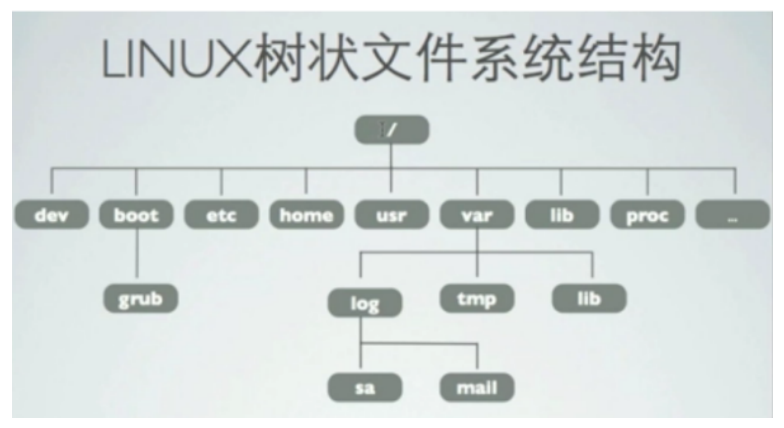 LINUX树状文件系统结构
/
dev boot etc home usr var lib proc ..
grub log tmp lib
sa mail